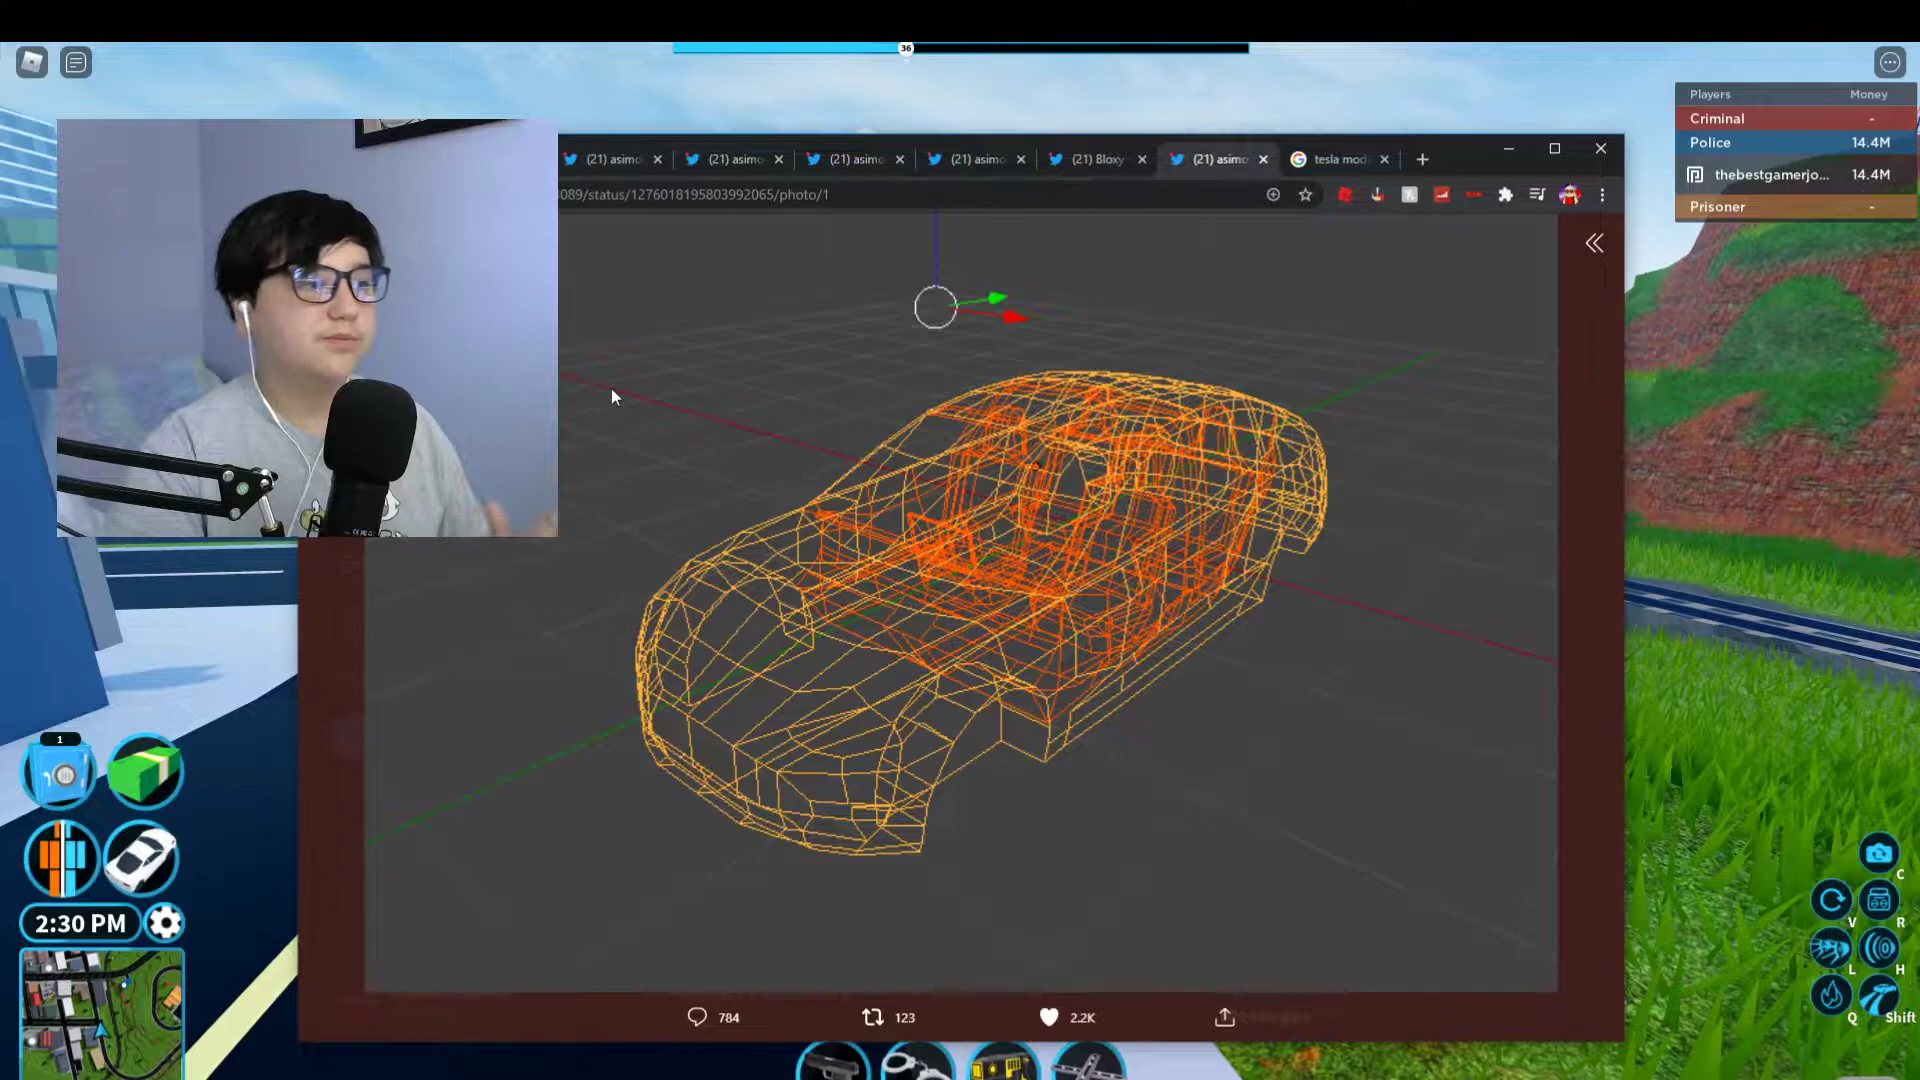 36
Players Money
Criminal -
Police 14.4M
thebestgamerjo... 14.4M
Prisoner -
(21) asimo
(21) asimo
(21) asimo
(21) asimo
(21) Bloxy
(21) asimo
tesla mod
089/status/1276018195803992065/photo/1
1
2:30 PM
C
V
R
L
H
Q
Shift
784
123
2.2K